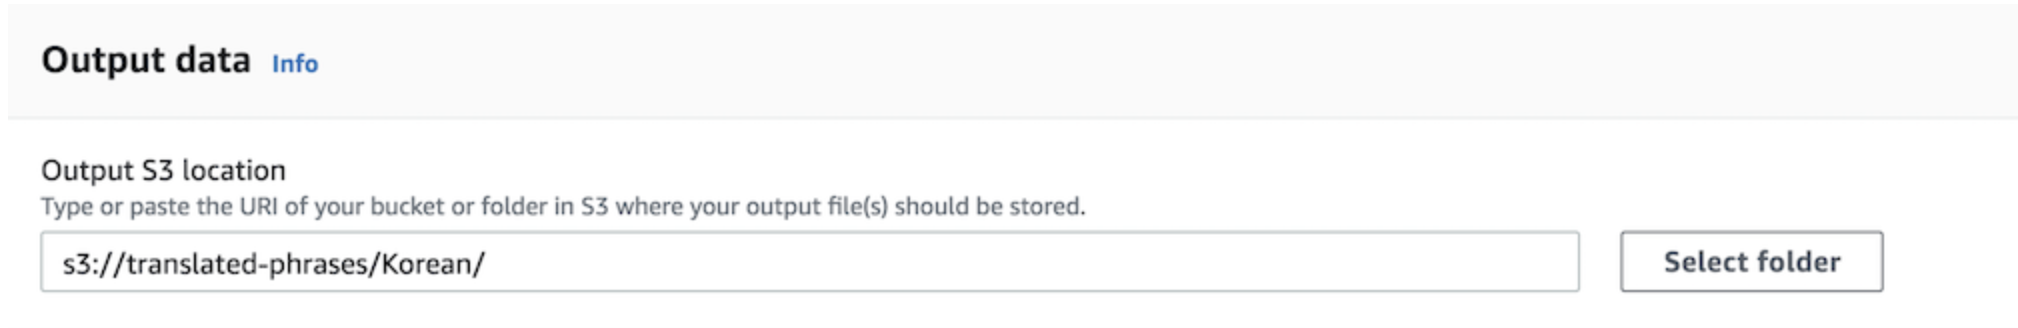 Output data Info
Output S3 location
Type or paste the URI of your bucket or folder in S3 where your output file(s) should be stored.
s3://translated-phrases/Korean/ Select folder